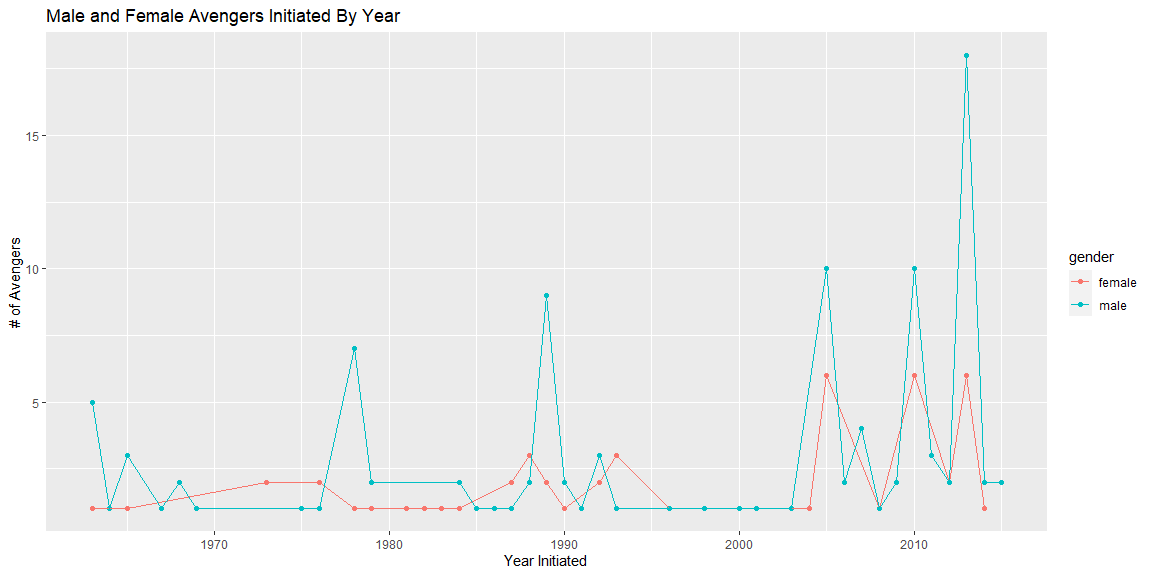 Male and Female Avengers Initiated By Year
# of Avengers
15
10
5
1970 1980 1990 2000 2010
Year Initiated
gender
female
male